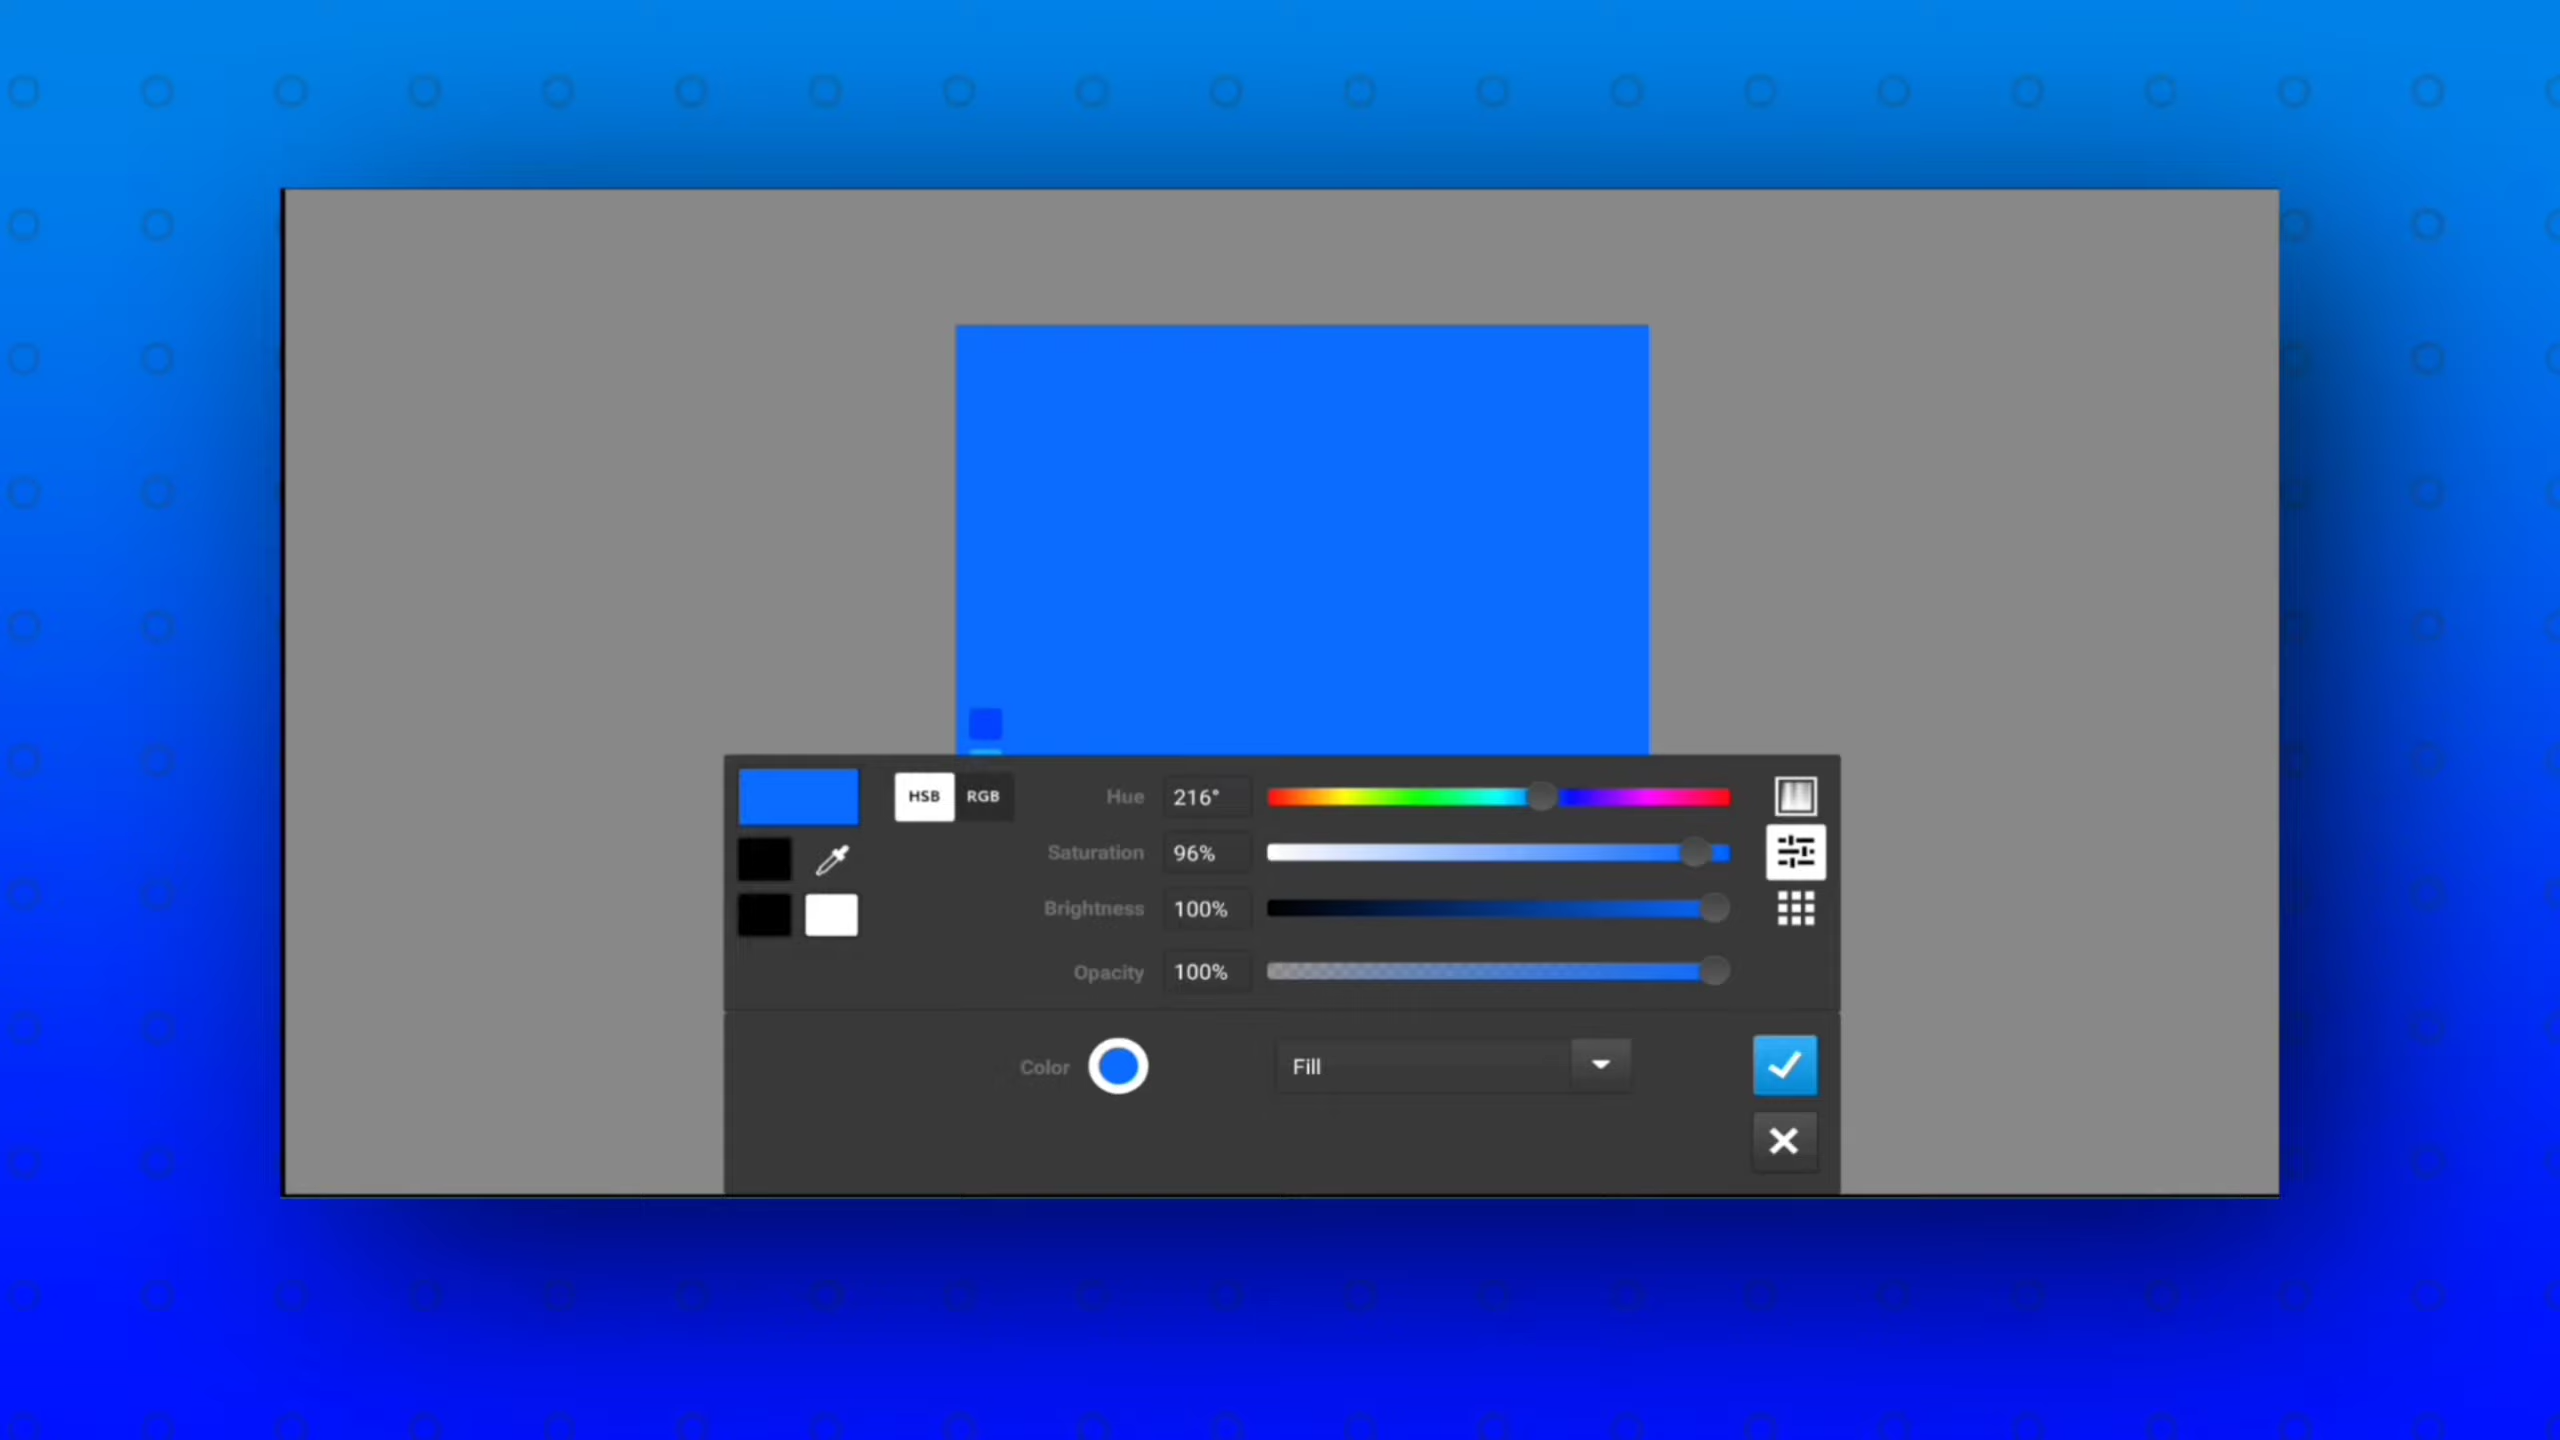 HSB RGB Hue 216°
Saturation 96%
Brightness 100%
Opacity 100%
Color Fill